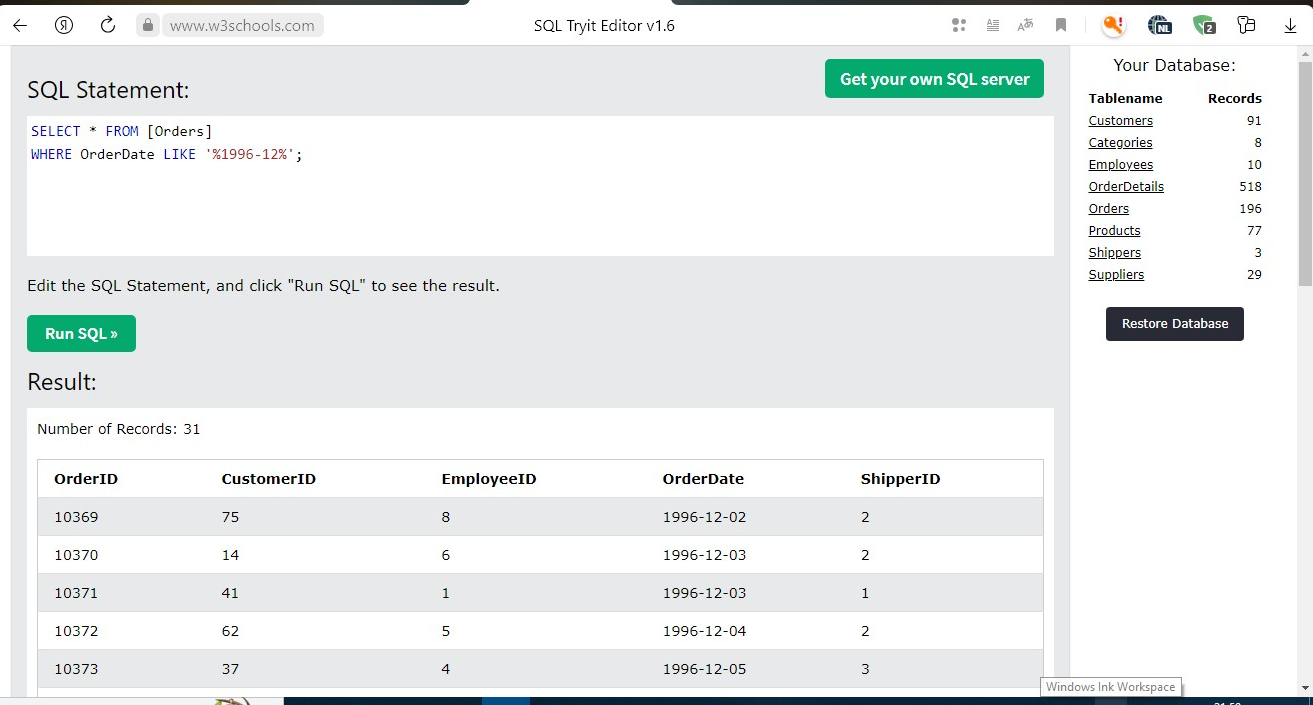 www.w3schools.com SQL Tryit Editor v1.6
NL 2
SQL Statement:
Get your own SQL server
SELECT * FROM [Orders]
WHERE OrderDate LIKE '%1996-12%';
Edit the SQL Statement, and click "Run SQL" to see the result.
Run SQL »
Result:
Number of Records: 31
OrderID CustomerID EmployeeID OrderDate ShipperID
10369 75 8 1996-12-02 2
10370 14 6 1996-12-03 2
10371 41 1 1996-12-03 1
10372 62 5 1996-12-04 2
10373 37 4 1996-12-05 3
Your Database:
Tablename Records
Customers 91
Categories 8
Employees 10
OrderDetails 518
Orders 196
Products 77
Shippers 3
Suppliers 29
Restore Database
Windows Ink Workspace